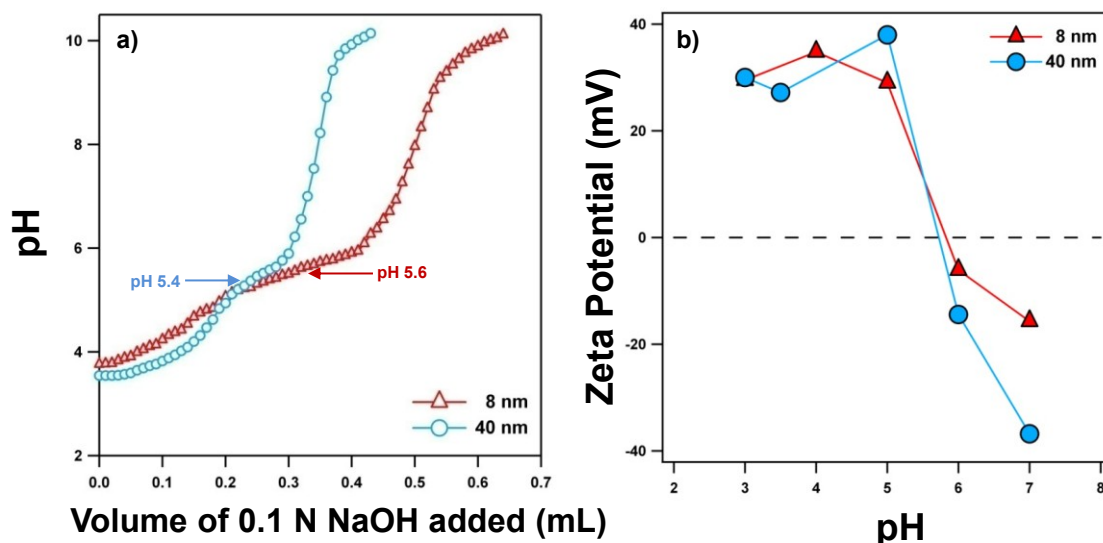 a)
10
8
6
4
2
pH
pH 5.4
pH 5.6
8 nm
40 nm
0.0 0.1 0.2 0.3 0.4 0.5 0.6 0.7
Volume of 0.1 N NaOH added (mL)
b)
8 nm
40 nm
40
20
0
-20
-40
Zeta Potential (mV)
2 3 4 5 6 7 8
pH